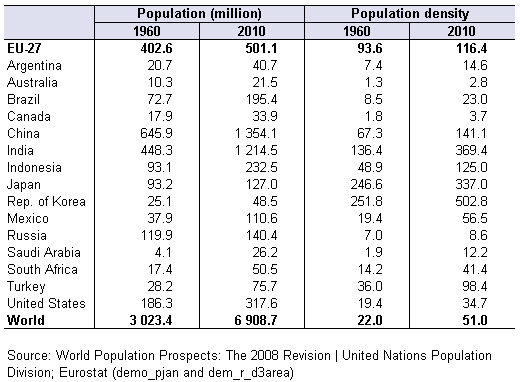 Population (million) Population density
1960 2010 1960 2010
EU-27 402.6 501.1 93.6 116.4
Argentina 20.7 40.7 7.4 14.6
Australia 10.3 21.5 1.3 2.8
Brazil 72.7 195.4 8.5 23.0
Canada 17.9 33.9 1.8 3.7
China 645.9 1 354.1 67.3 141.1
India 448.3 1 214.5 136.4 369.4
Indonesia 93.1 232.5 48.9 125.0
Japan 93.2 127.0 246.6 337.0
Rep. of Korea 25.1 48.5 251.8 502.8
Mexico 37.9 110.6 19.4 56.5
Russia 119.9 140.4 7.0 8.6
Saudi Arabia 4.1 26.2 1.9 12.2
South Africa 17.4 50.5 14.2 41.4
Turkey 28.2 75.7 36.0 98.4
United States 186.3 317.6 19.4 34.7
World 3 023.4 6 908.7 22.0 51.0
Source: World Population Prospects: The 2008 Revision | United Nations Population
Division; Eurostat (demo_pjan and dem_r_d3area)